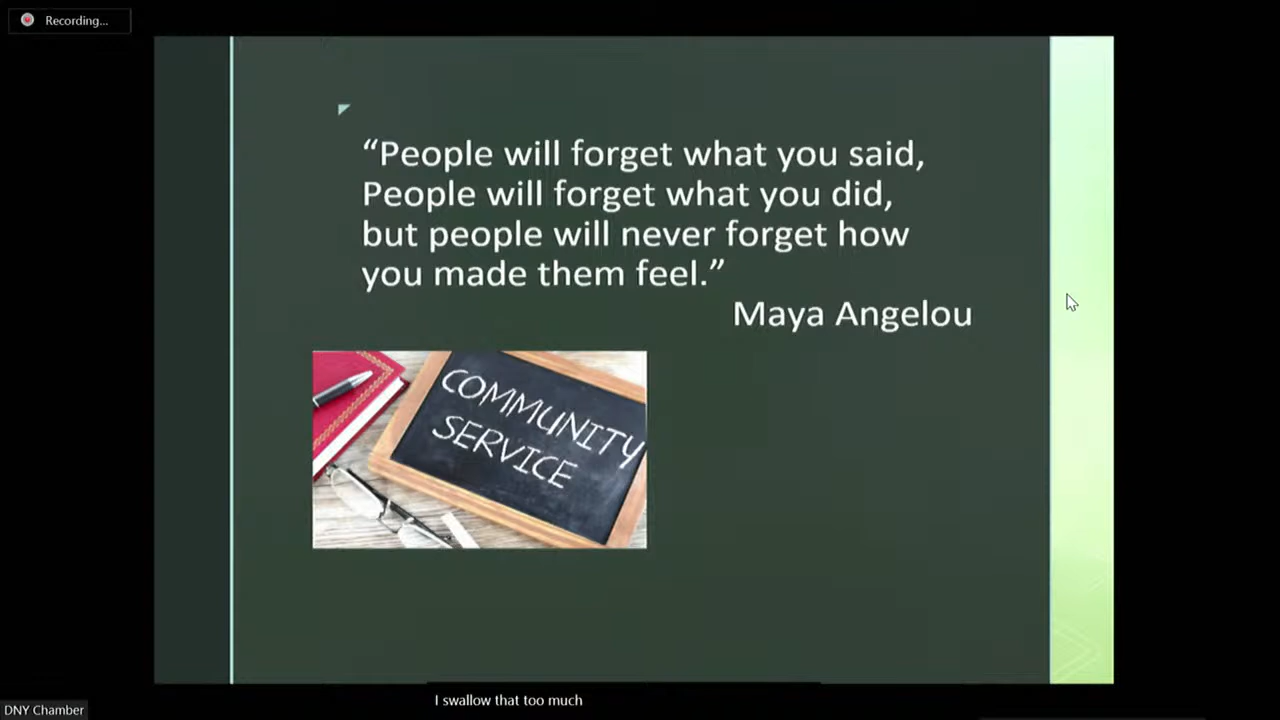 Recording...
“People will forget what you said,
People will forget what you did,
but people will never forget how
you made them feel.”
Maya Angelou
COMMUNITY
SERVICE
I swallow that too much
DNY Chamber